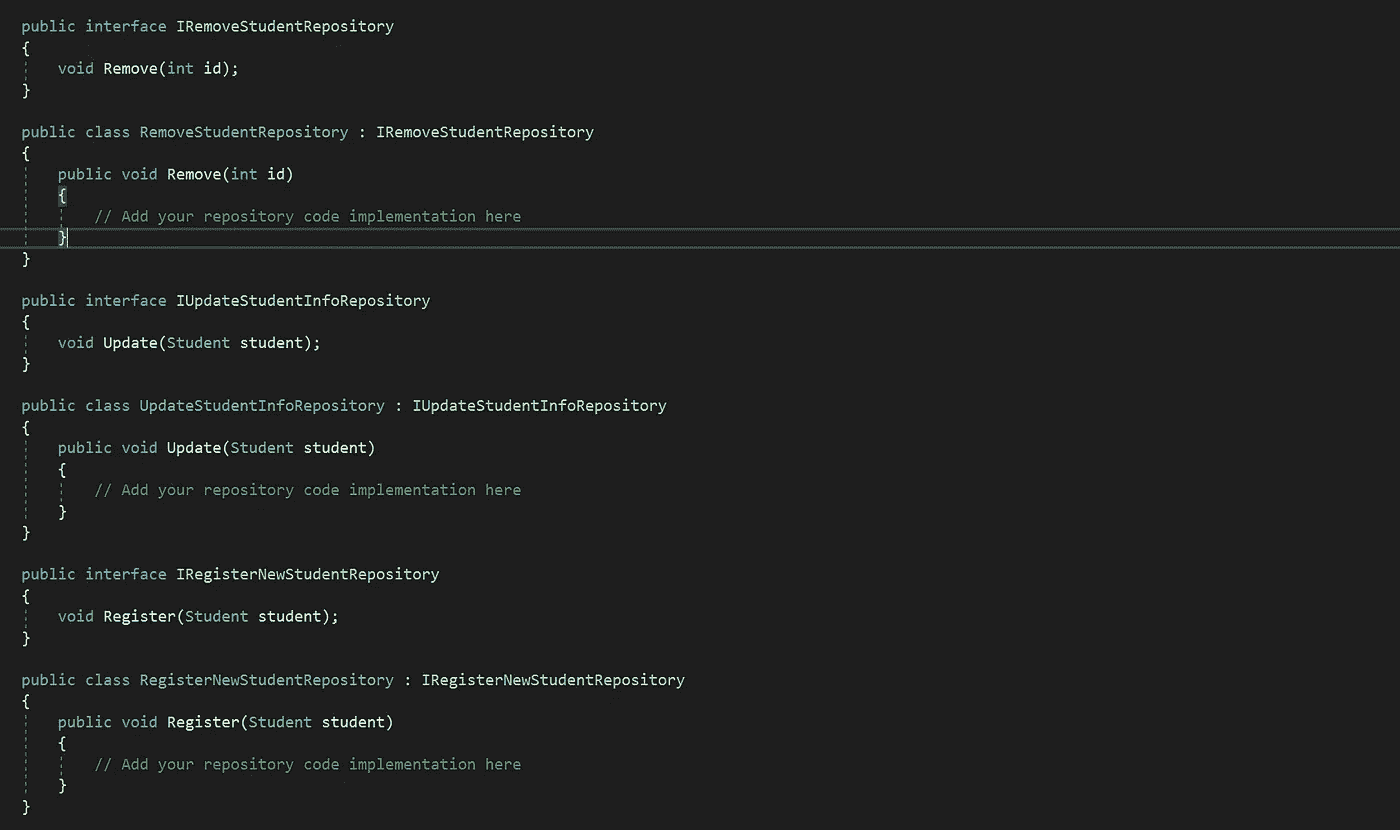 public interface IRemoveStudentRepository
{
    void Remove(int id);
}

public class RemoveStudentRepository : IRemoveStudentRepository
{
    public void Remove(int id)
    {
        // Add your repository code implementation here
    }
}

public interface IUpdateStudentInfoRepository
{
    void Update(Student student);
}

public class UpdateStudentInfoRepository : IUpdateStudentInfoRepository
{
    public void Update(Student student)
    {
        // Add your repository code implementation here
    }
}

public interface IRegisterNewStudentRepository
{
    void Register(Student student);
}

public class RegisterNewStudentRepository : IRegisterNewStudentRepository
{
    public void Register(Student student)
    {
        // Add your repository code implementation here
    }
}